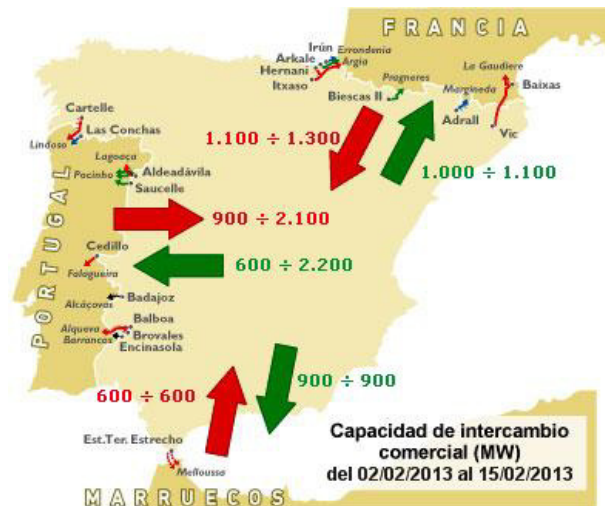 FRANCIA
Irún
Errondenia
Arkale
Argia
Hernani
Itxaso
Pragneres
Biescas II
La Gaudiere
Margineda
Baixas
Adrall
Vic
Cartelle
Las Conchas
Lindoso
Lagoaça
Aldeadávila
Pocinho
Saucelle
1.100 ÷ 1.300
1.000 ÷ 1.100
900 ÷ 2.100
PORTUGAL
Cedillo
Falagueira
600 ÷ 2.200
Alcáçovas
Badajoz
Balboa
Alqueva
Brovales
Barrancos
Encinasola
600 ÷ 600
900 ÷ 900
Est.Ter. Estrecho
Melloussa
MARRUECOS
Capacidad de intercambio
comercial (MW)
del 02/02/2013 al 15/02/2013